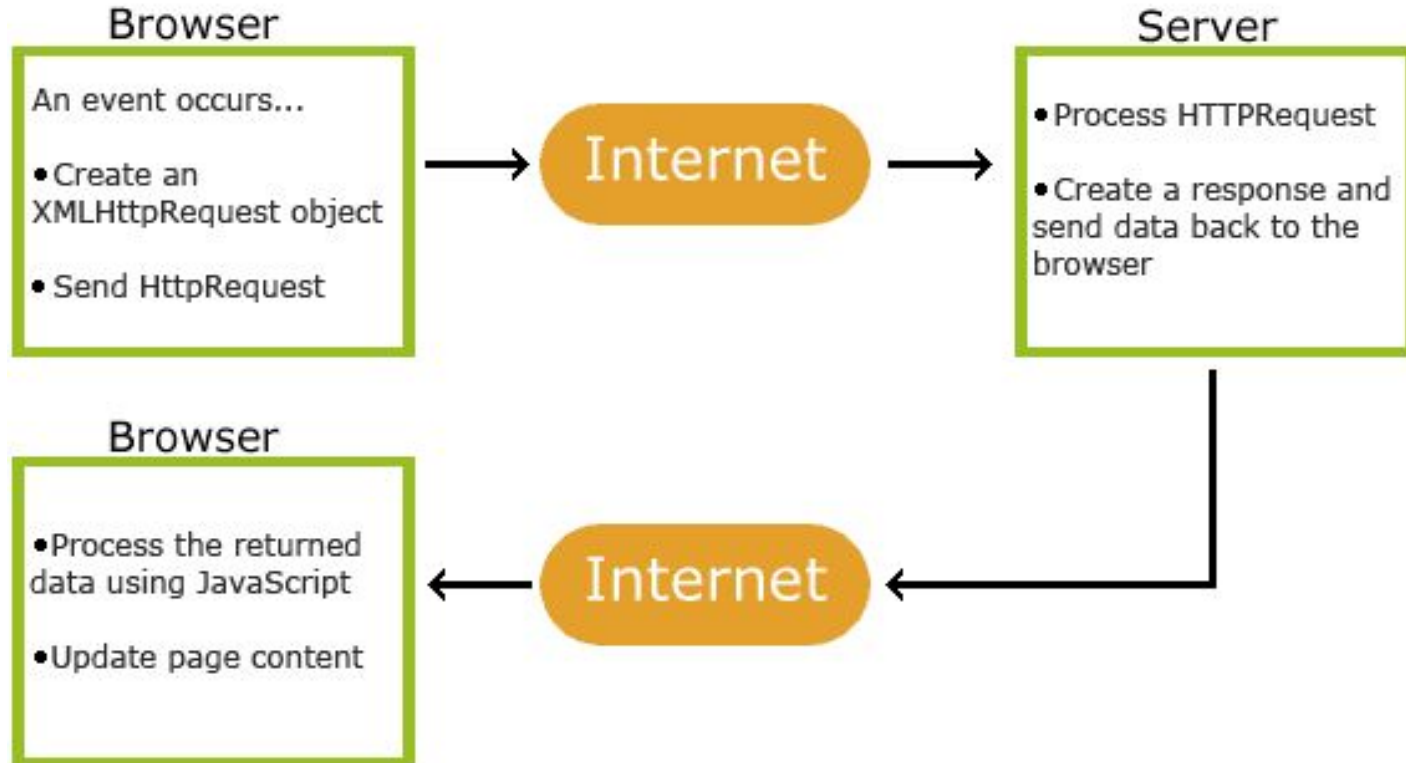 Browser
An event occurs...
•Create an
XMLHttpRequest object
• Send HttpRequest
Internet
Server
•Process HTTPRequest
•Create a response and
send data back to the
browser
Internet
Browser
•Process the returned
data using JavaScript
•Update page content